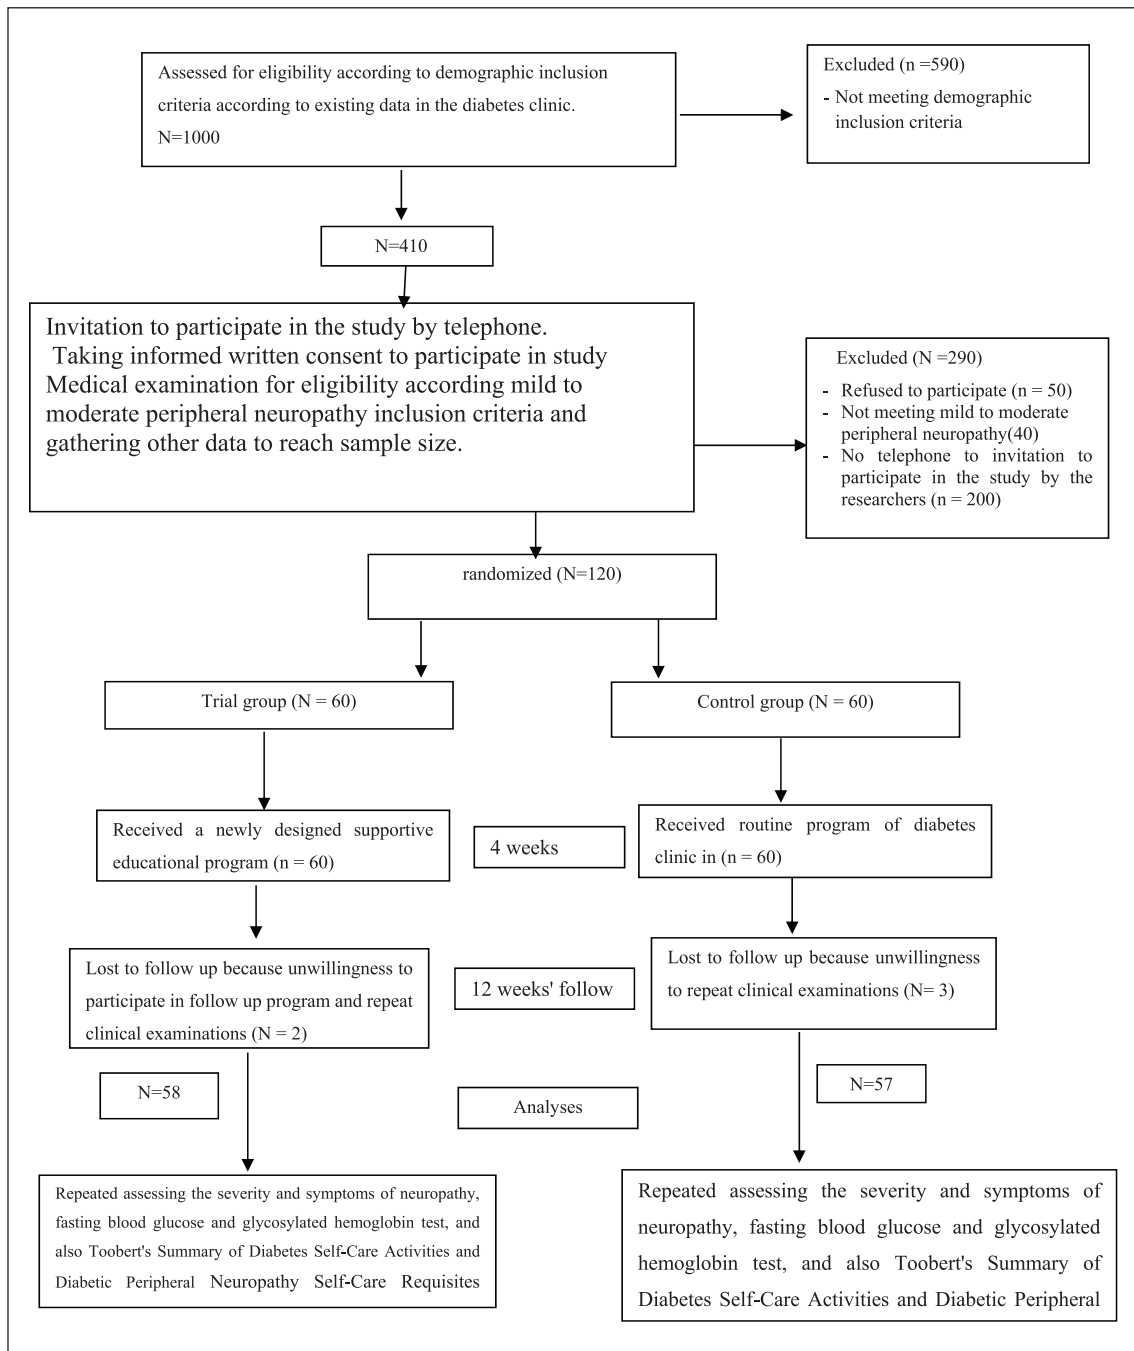 Assessed for eligibility according to demographic inclusion
criteria according to existing data in the diabetes clinic.
N=1000
Excluded (n =590)
- Not meeting demographic
inclusion criteria
N=410
Invitation to participate in the study by telephone.
Taking informed written consent to participate in study
Medical examination for eligibility according mild to
moderate peripheral neuropathy inclusion criteria and
gathering other data to reach sample size.
Excluded (N =290)
- Refused to participate (n = 50)
- Not meeting mild to moderate
peripheral neuropathy(40)
- No telephone to invitation to
participate in the study by the
researchers (n = 200)
randomized (N=120)
Trial group (N = 60)
Control group (N = 60)
Received a newly designed supportive
educational program (n = 60)
4 weeks
Received routine program of diabetes
clinic in (n = 60)
Lost to follow up because unwillingness to
participate in follow up program and repeat
clinical examinations (N = 2)
12 weeks' follow
Lost to follow up because unwillingness
to repeat clinical examinations (N= 3)
N=58
Analyses
N=57
Repeated assessing the severity and symptoms of neuropathy,
fasting blood glucose and glycosylated hemoglobin test, and
also Toobert's Summary of Diabetes Self-Care Activities and
Diabetic Peripheral Neuropathy Self-Care Requisites
Repeated assessing the severity and symptoms of
neuropathy, fasting blood glucose and glycosylated
hemoglobin test, and also Toobert's Summary of
Diabetes Self-Care Activities and Diabetic Peripheral